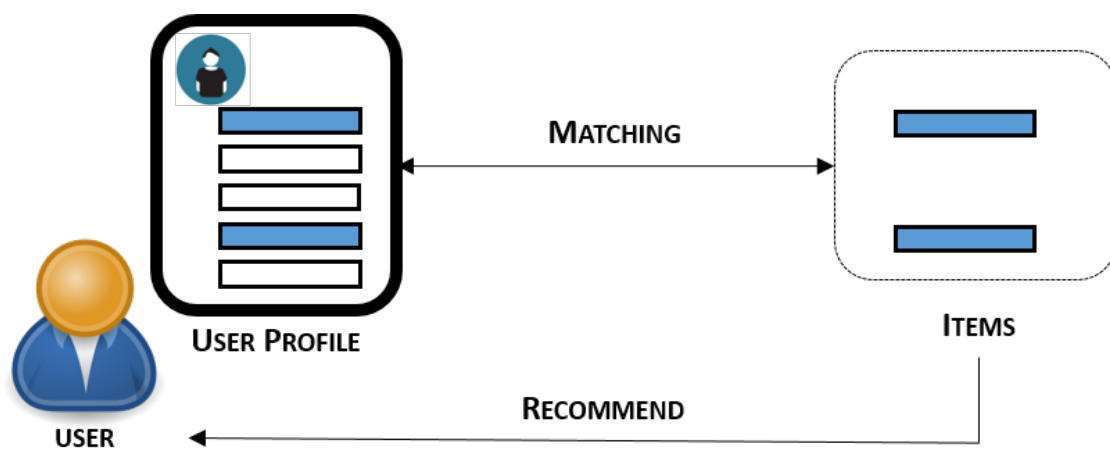 MATCHING
USER PROFILE
ITEMS
RECOMMEND
USER